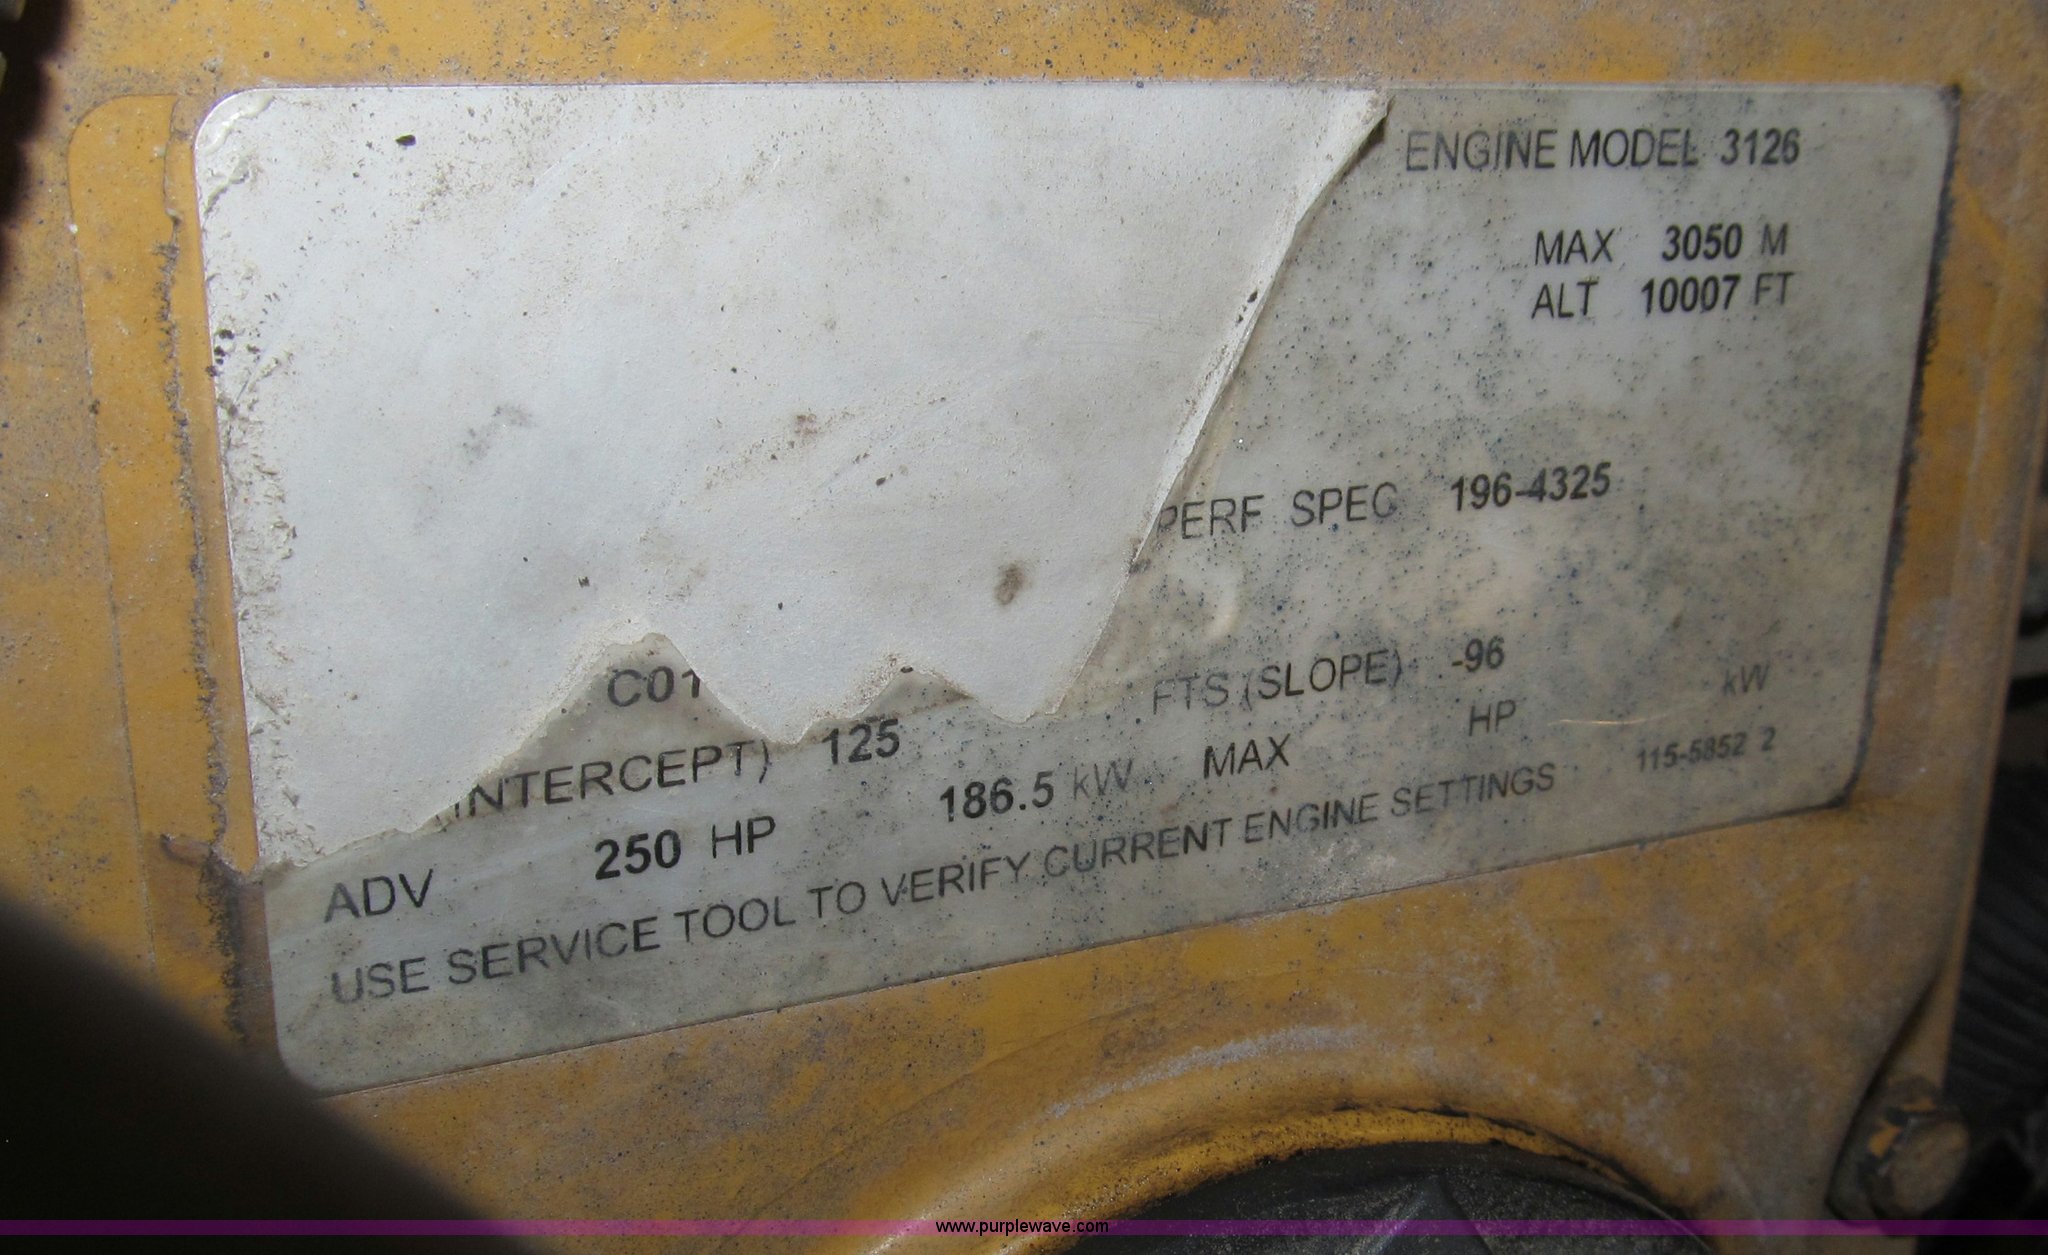 ENGINE MODEL 3126
MAX 3050 M
ALT 10007 FT
PERF SPEC 196-4325
C01
FTS (SLOPE) -96
(INTERCEPT) 125
ADV 250 HP 186.5 kW MAX HP kW
USE SERVICE TOOL TO VERIFY CURRENT ENGINE SETTINGS 115-5852 2
www.purplewave.com